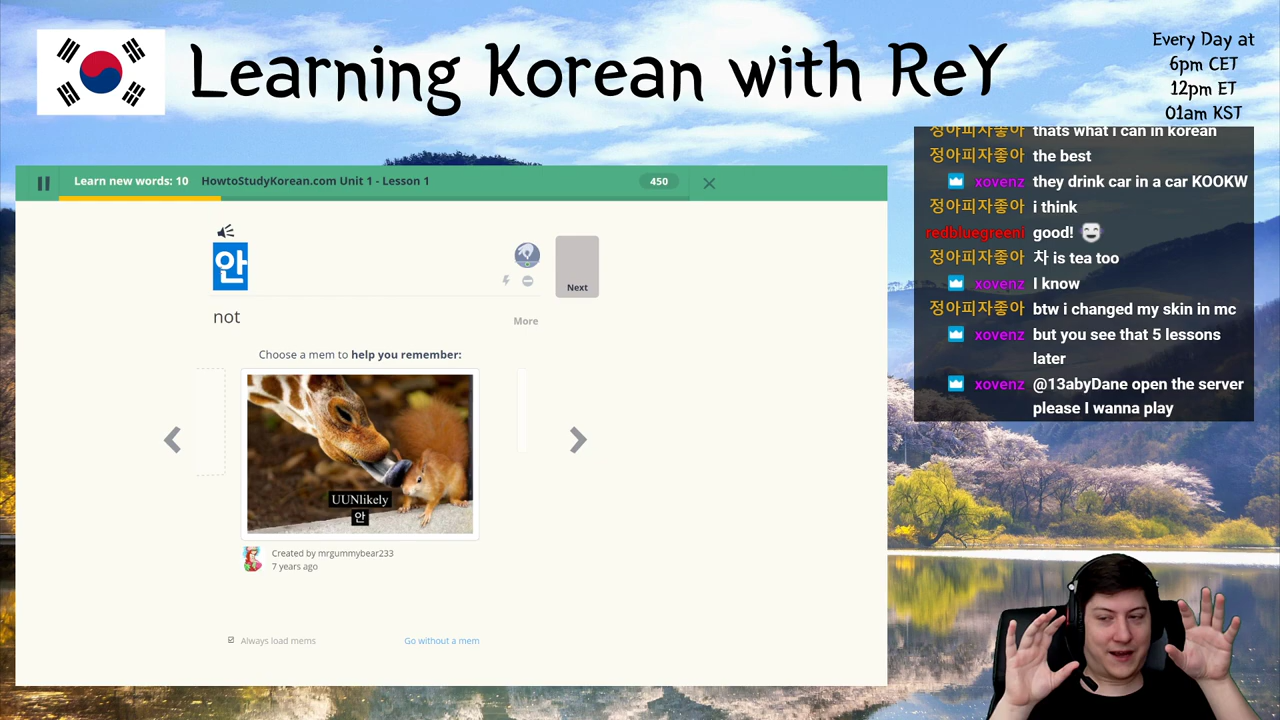 Learning Korean with ReY
Every Day at
6pm CET
12pm ET
01am KST
Learn new words: 10 HowtoStudyKorean.com Unit 1 - Lesson 1
450
안
Next
not
More
Choose a mem to help you remember:
UUNlikely
안
Created by mrgummybear233
7 years ago
Always load mems
Go without a mem
정아피자좋아 thats what i can in korean
정아피자좋아 the best
xovenz they drink car in a car KOOKW
정아피자좋아 i think
redbluegreeni good!
정아피자좋아 차 is tea too
xovenz I know
정아피자좋아 btw i changed my skin in mc
xovenz but you see that 5 lessons
later
xovenz @13abyDane open the server
please I wanna play